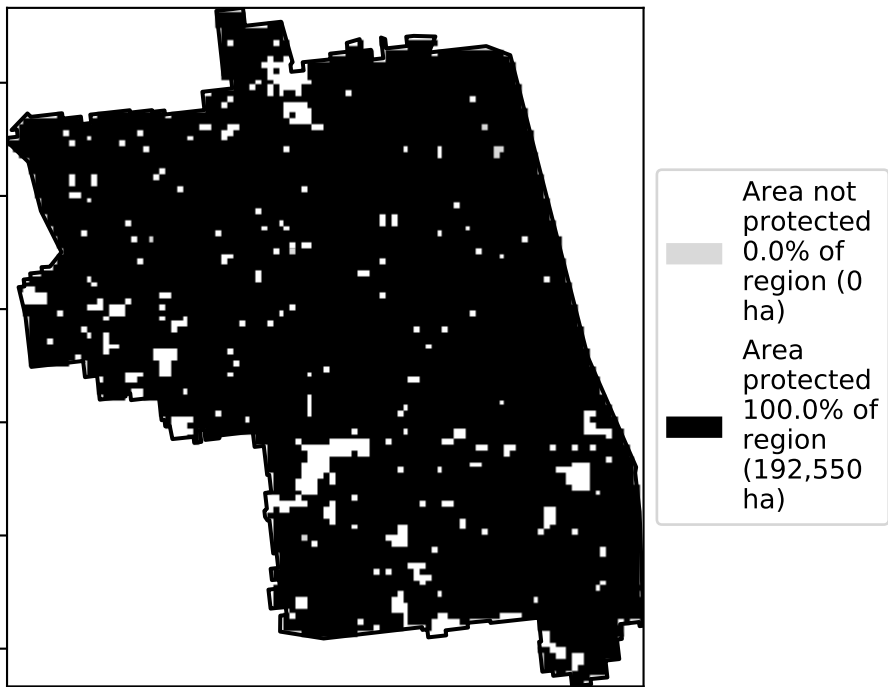 Area not
protected
0.0% of
region (0
ha)
Area
protected
100.0% of
region
(192,550
ha)